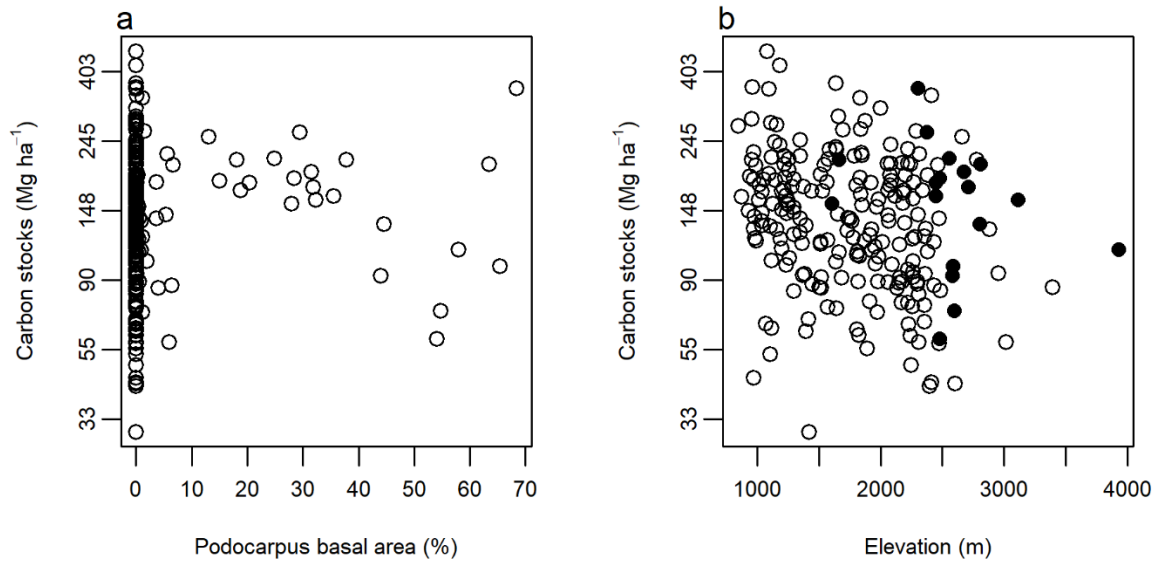 a
Carbon stocks (Mg ha⁻¹)
403
245
148
90
55
33
0 10 20 30 40 50 60 70
Podocarpus basal area (%)
b
Carbon stocks (Mg ha⁻¹)
403
245
148
90
55
33
1000 2000 3000 4000
Elevation (m)